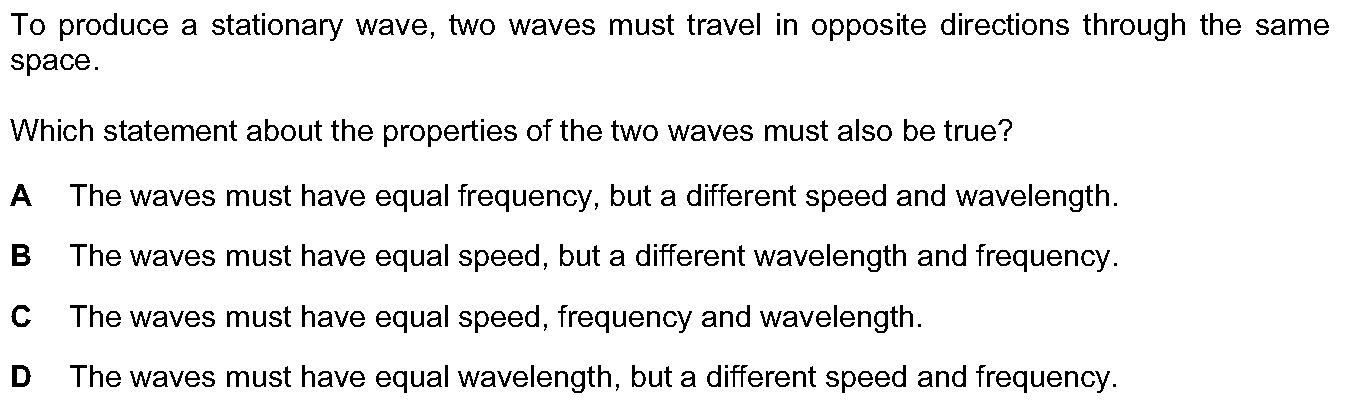 To produce a stationary wave, two waves must travel in opposite directions through the same
space.
Which statement about the properties of the two waves must also be true?
A The waves must have equal frequency, but a different speed and wavelength.
B The waves must have equal speed, but a different wavelength and frequency.
C The waves must have equal speed, frequency and wavelength.
D The waves must have equal wavelength, but a different speed and frequency.